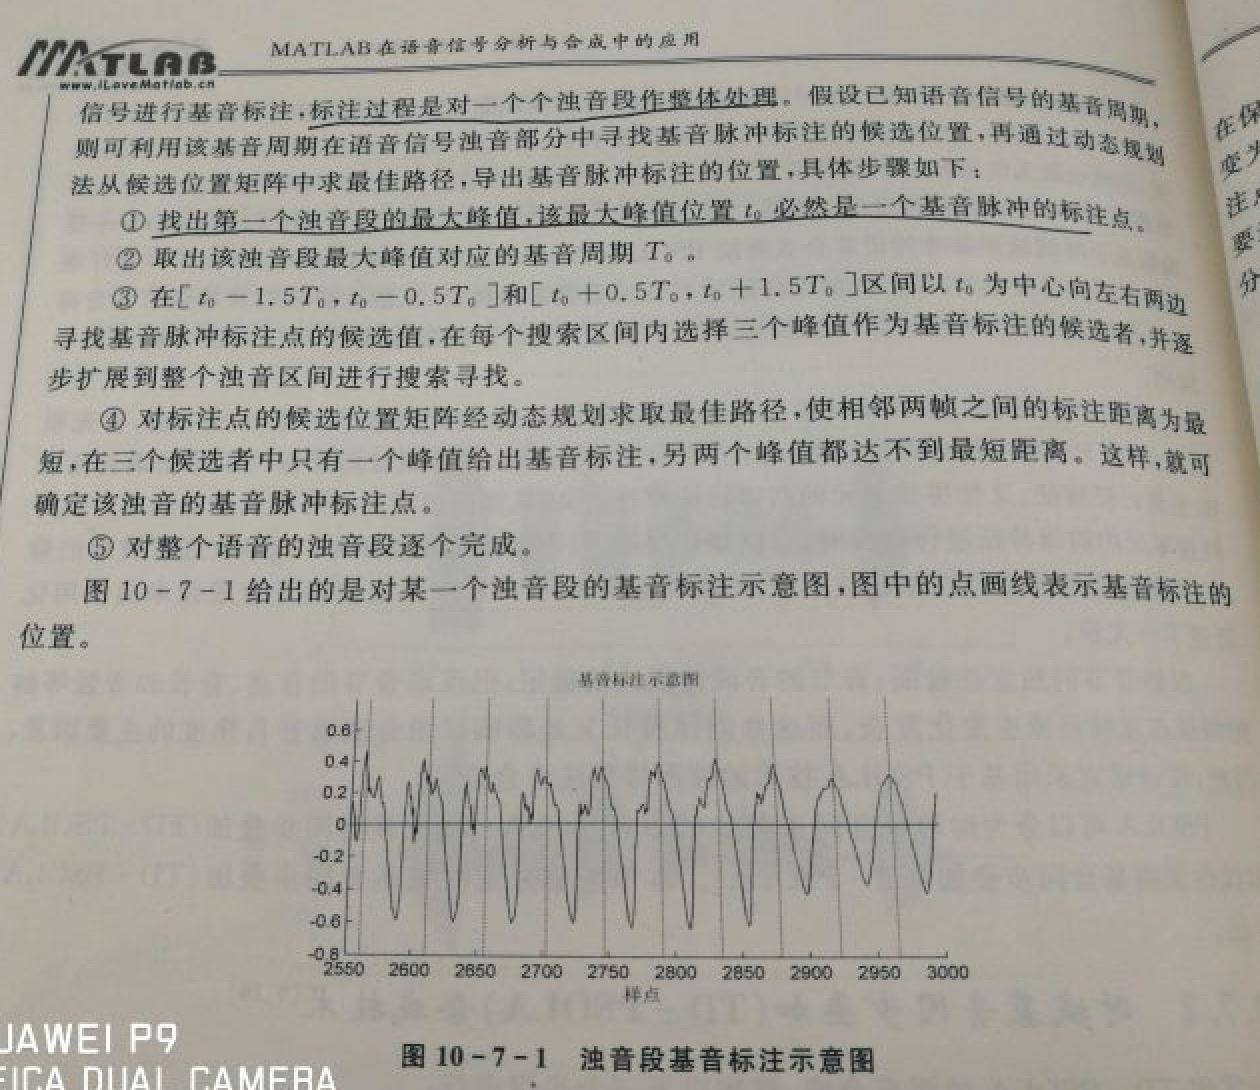 MATLAB
MATLAB在语音信号分析与合成中的应用
www.iLoveMatlab.cn
信号进行基音标注,标注过程是对一个个浊音段作整体处理。假设已知语音信号的基音周期,
则可利用该基音周期在语音信号浊音部分中寻找基音脉冲标注的候选位置,再通过动态规划
法从候选位置矩阵中求最佳路径,导出基音脉冲标注的位置,具体步骤如下:
① 找出第一个浊音段的最大峰值,该最大峰值位置 t₀ 必然是一个基音脉冲的标注点。
② 取出该浊音段最大峰值对应的基音周期 T₀。
③ 在[t₀-1.5T₀,t₀-0.5T₀]和[t₀+0.5T₀,t₀+1.5T₀]区间以 t₀ 为中心向左右两边
寻找基音脉冲标注点的候选值,在每个搜索区间内选择三个峰值作为基音标注的候选者,并逐
步扩展到整个浊音区间进行搜索寻找。
④ 对标注点的候选位置矩阵经动态规划求取最佳路径,使相邻两帧之间的标注距离为最
短,在三个候选者中只有一个峰值给出基音标注,另两个峰值都达不到最短距离。这样,就可
确定该浊音的基音脉冲标注点。
⑤ 对整个语音的浊音段逐个完成。
图 10-7-1 给出的是对某一个浊音段的基音标注示意图,图中的点画线表示基音标注的
位置。
基音标注示意图
0.6
0.4
0.2
0
-0.2
-0.4
-0.6
-0.8
2550 2600 2650 2700 2750 2800 2850 2900 2950 3000
样点
图 10-7-1 浊音段基音标注示意图
在保
变为
注
要
分
UAWEI P9
EICA DUAL CAMERA